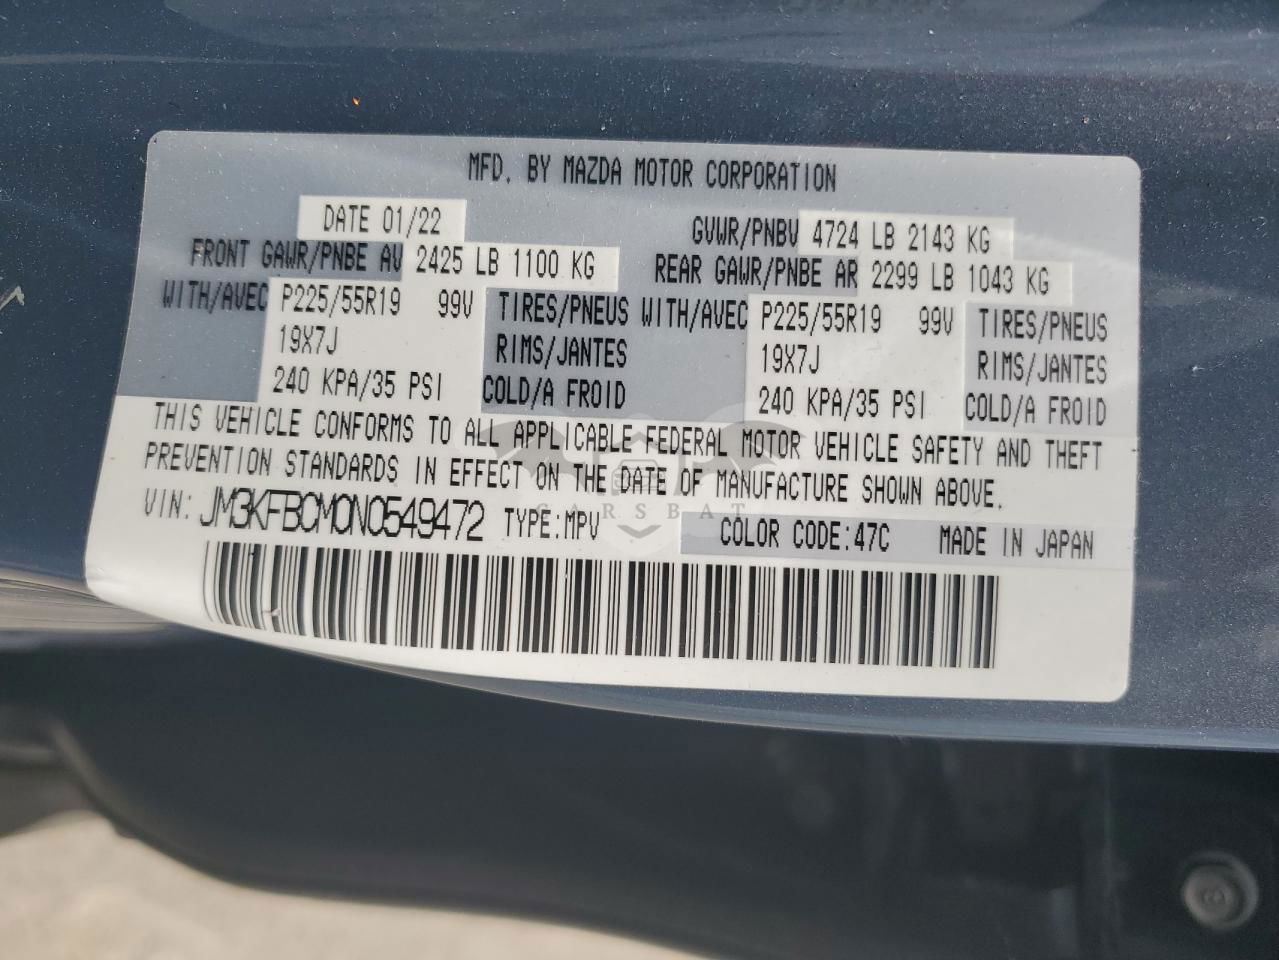 MFD. BY MAZDA MOTOR CORPORATION
DATE 01/22 GVWR/PNBV 4724 LB 2143 KG
FRONT GAWR/PNBE AV 2425 LB 1100 KG REAR GAWR/PNBE AR 2299 LB 1043 KG
WITH/AVEC P225/55R19 99V TIRES/PNEUS WITH/AVEC P225/55R19 99V TIRES/PNEUS
19X7J RIMS/JANTES 19X7J RIMS/JANTES
240 KPA/35 PSI COLD/A FROID 240 KPA/35 PSI COLD/A FROID
THIS VEHICLE CONFORMS TO ALL APPLICABLE FEDERAL MOTOR VEHICLE SAFETY AND THEFT
PREVENTION STANDARDS IN EFFECT ON THE DATE OF MANUFACTURE SHOWN ABOVE.
VIN: JM3KFBCM0N0549472 TYPE:MPV COLOR CODE:47C MADE IN JAPAN
CARSBAT